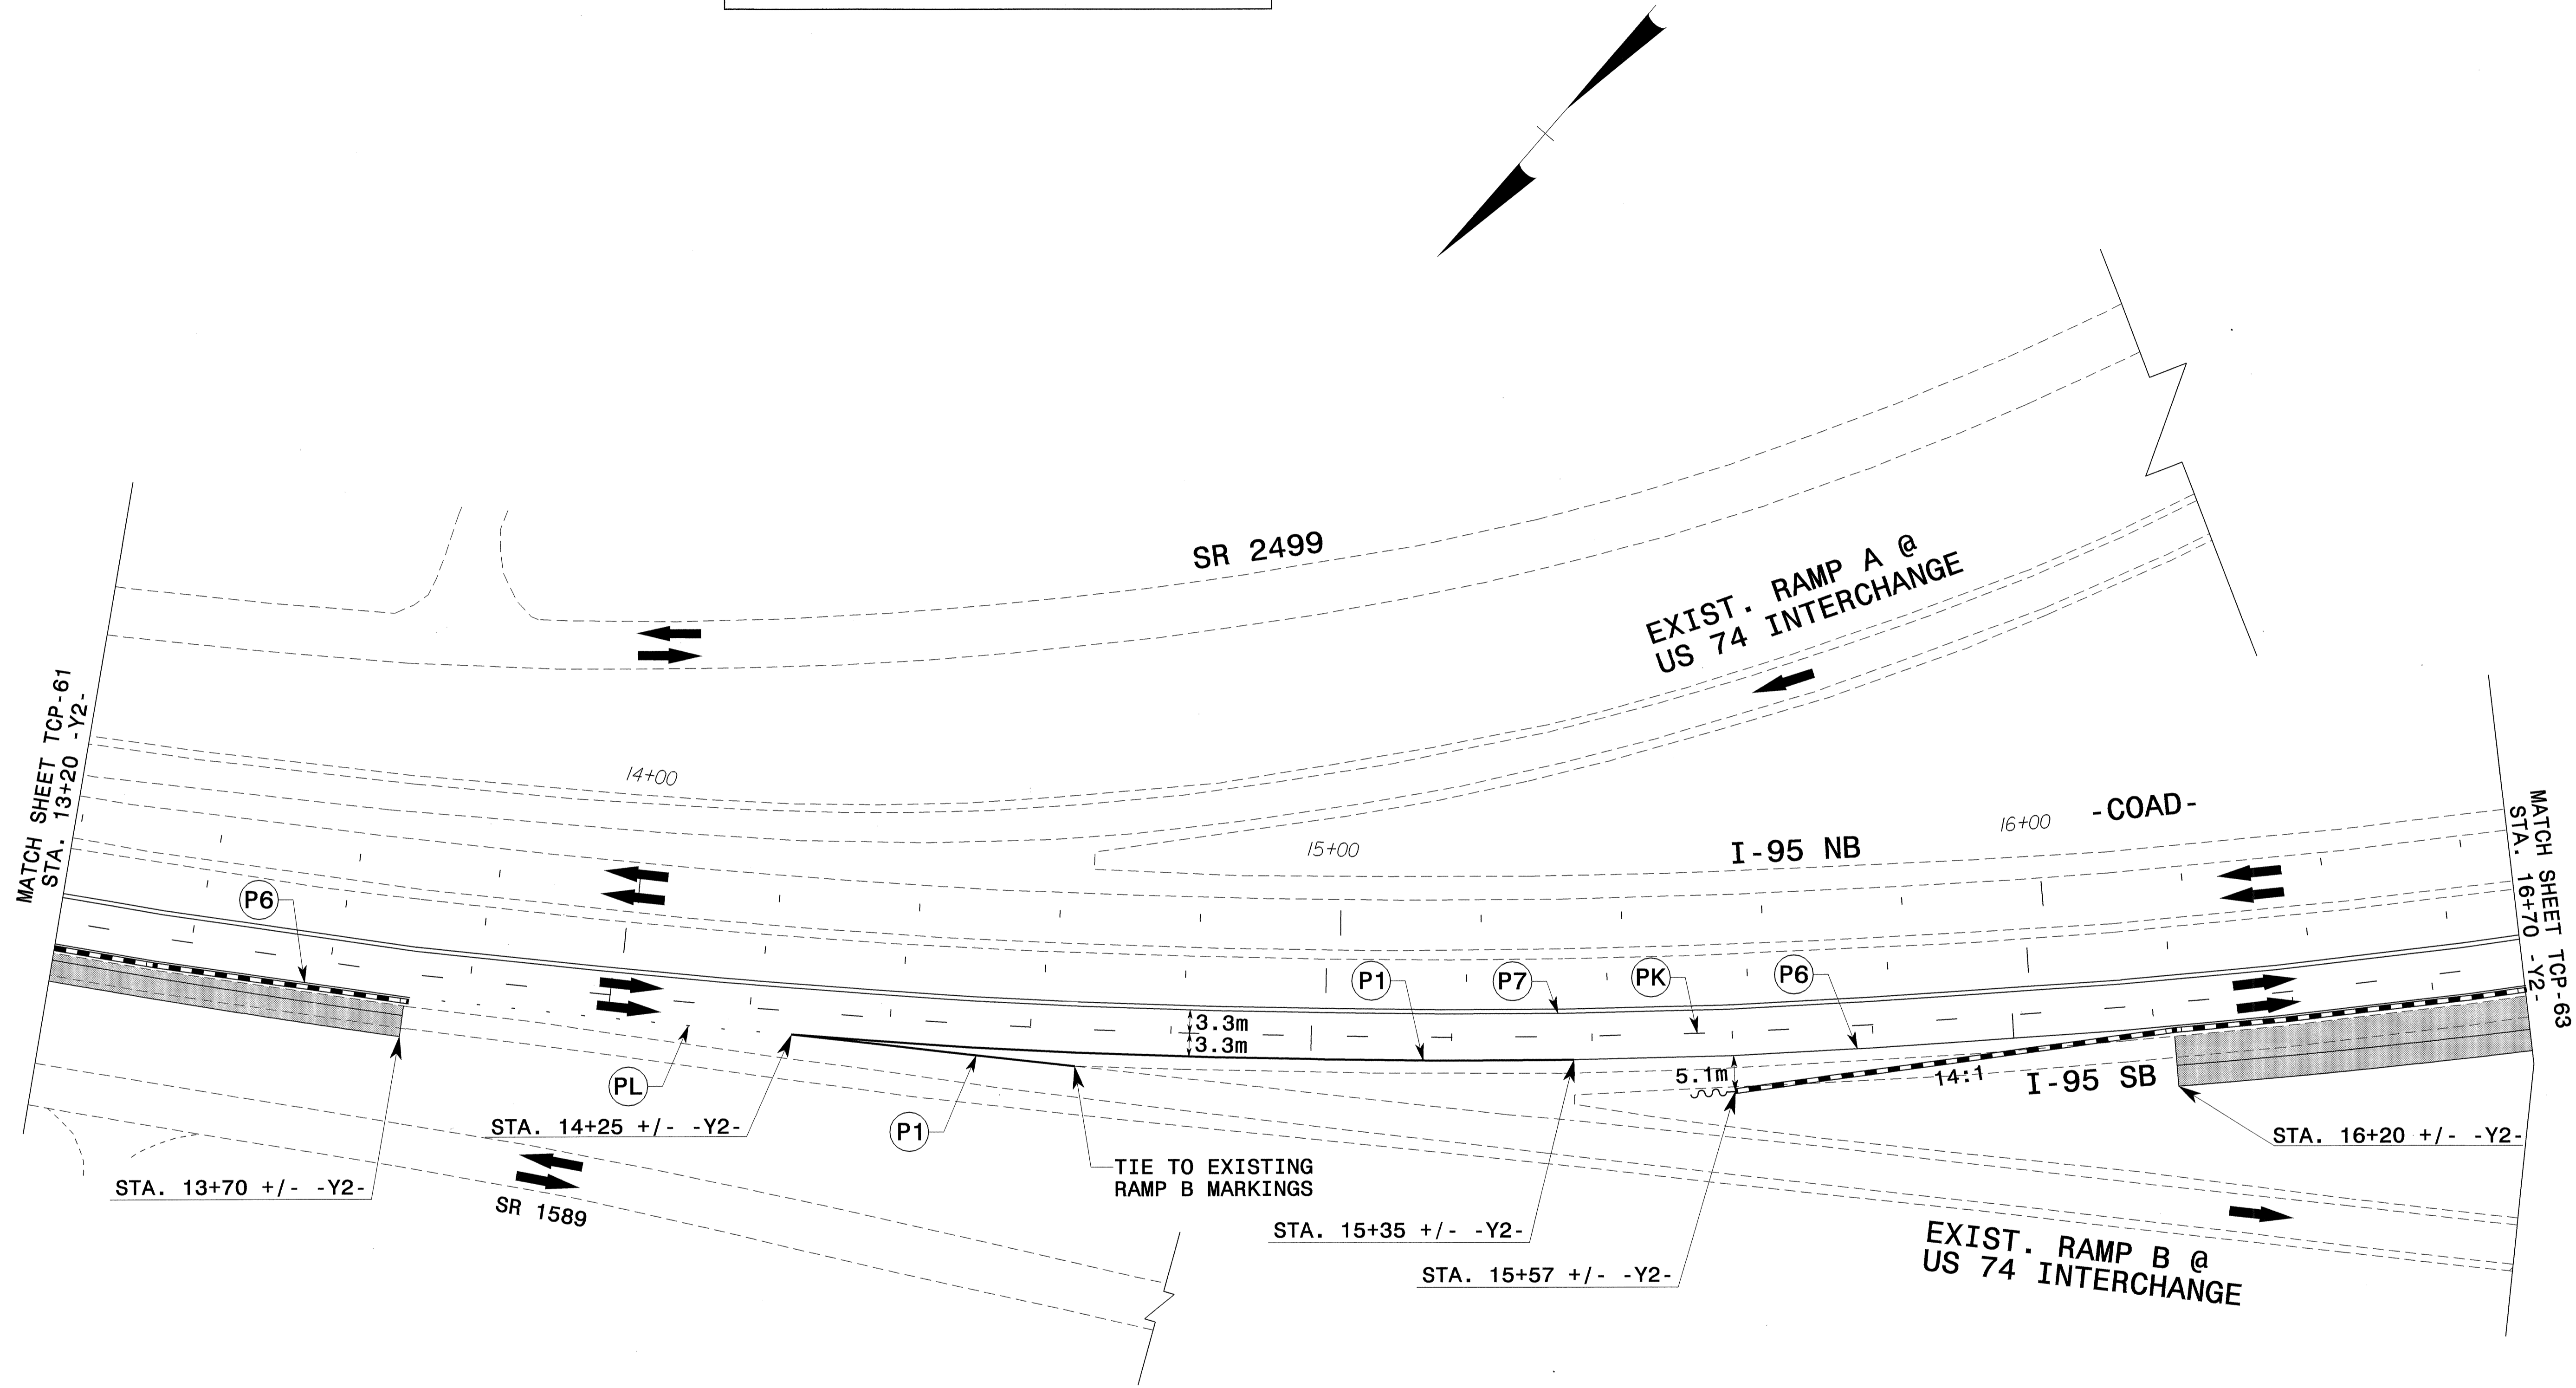 SR 2499
EXIST. RAMP A @
US 74 INTERCHANGE
MATCH SHEET TCP-61
STA. 13+20 -Y2-
14+00
15+00
16+00
-COAD-
I-95 NB
MATCH SHEET TCP-63
STA. 16+70 -Y2-
P6
P1
P7
PK
P6
3.3m
3.3m
5.1m
14:1
I-95 SB
PL
P1
STA. 14+25 +/- -Y2-
STA. 16+20 +/- -Y2-
TIE TO EXISTING
RAMP B MARKINGS
STA. 13+70 +/- -Y2-
SR 1589
STA. 15+35 +/- -Y2-
STA. 15+57 +/- -Y2-
EXIST. RAMP B @
US 74 INTERCHANGE